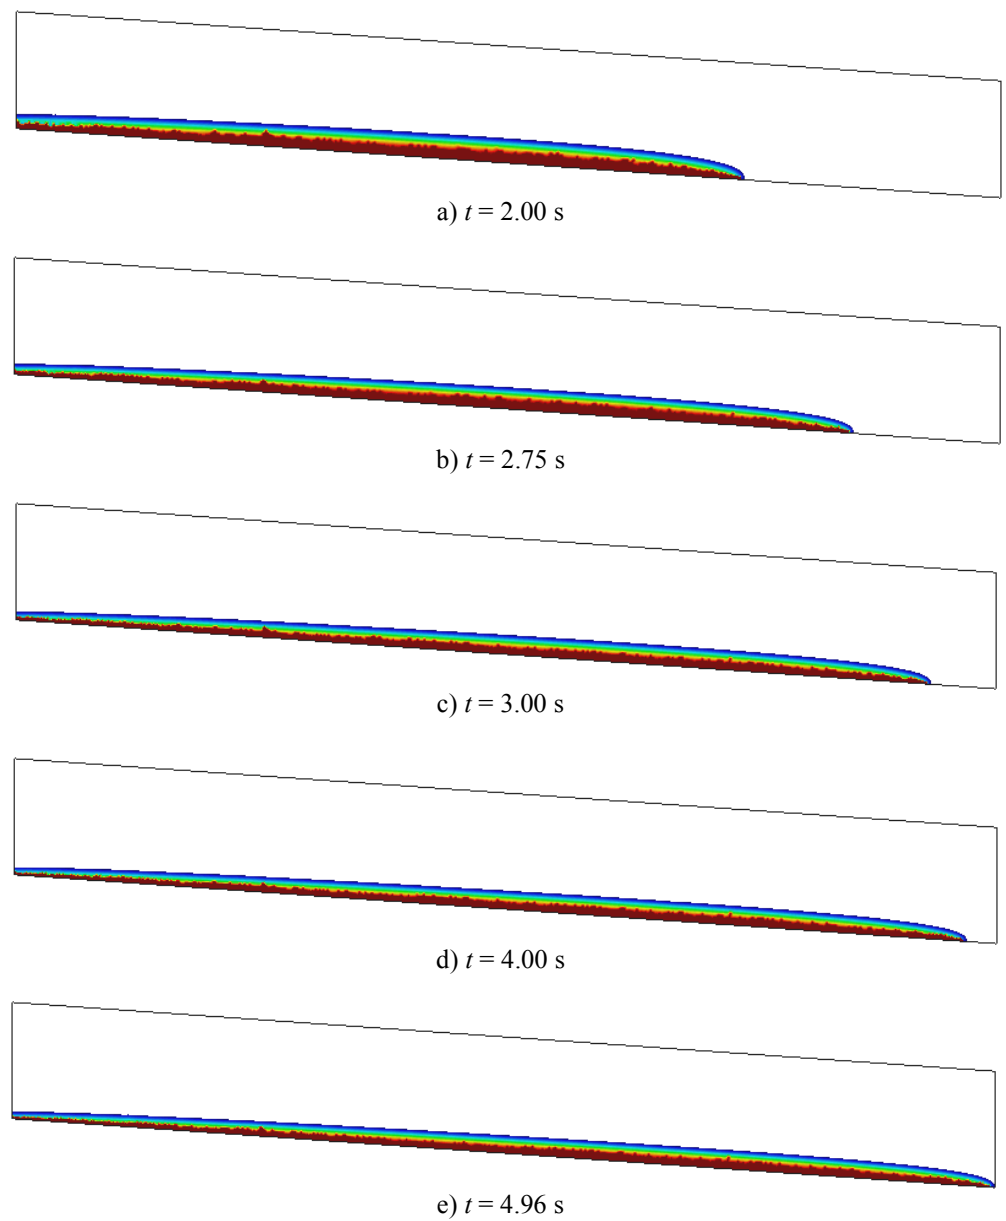 a) t = 2.00 s
b) t = 2.75 s
c) t = 3.00 s
d) t = 4.00 s
e) t = 4.96 s